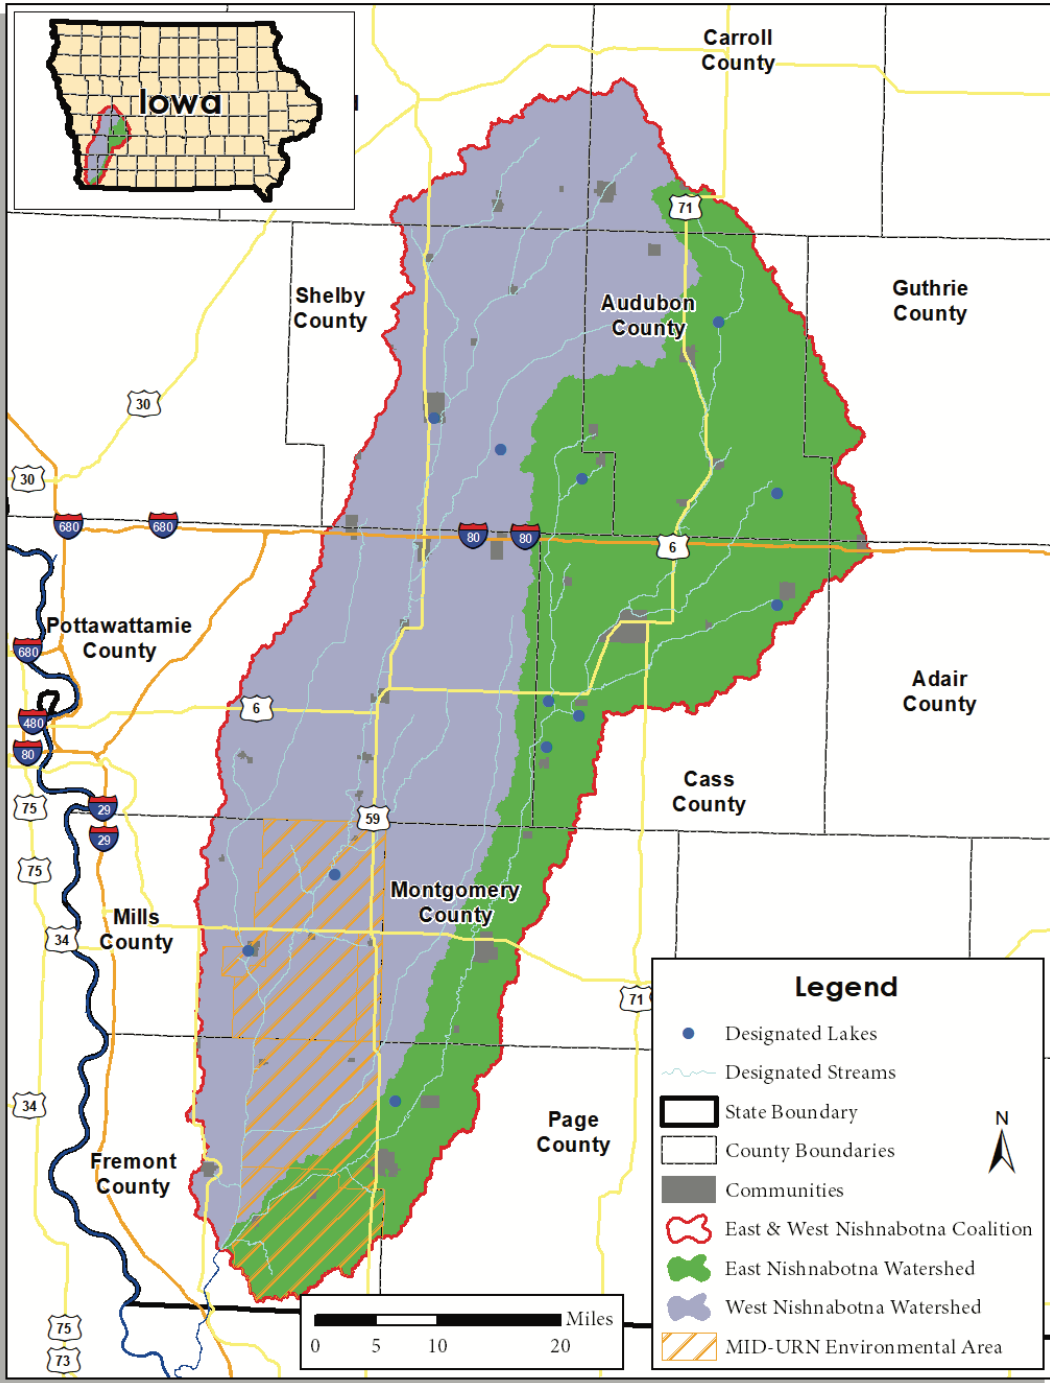 Iowa
Carroll
County
71
Shelby
County
Audubon
County
Guthrie
County
30
30
680
680
80
80
6
Pottawattamie
County
680
6
480
80
Adair
County
Cass
County
75
29
59
29
75
Montgomery
County
Mills
County
34
71
34
Page
County
Fremont
County
75
73
Legend
Designated Lakes
Designated Streams
State Boundary
N
County Boundaries
Communities
East & West Nishnabotna Coalition
East Nishnabotna Watershed
West Nishnabotna Watershed
MID-URN Environmental Area
Miles
0 5 10 20